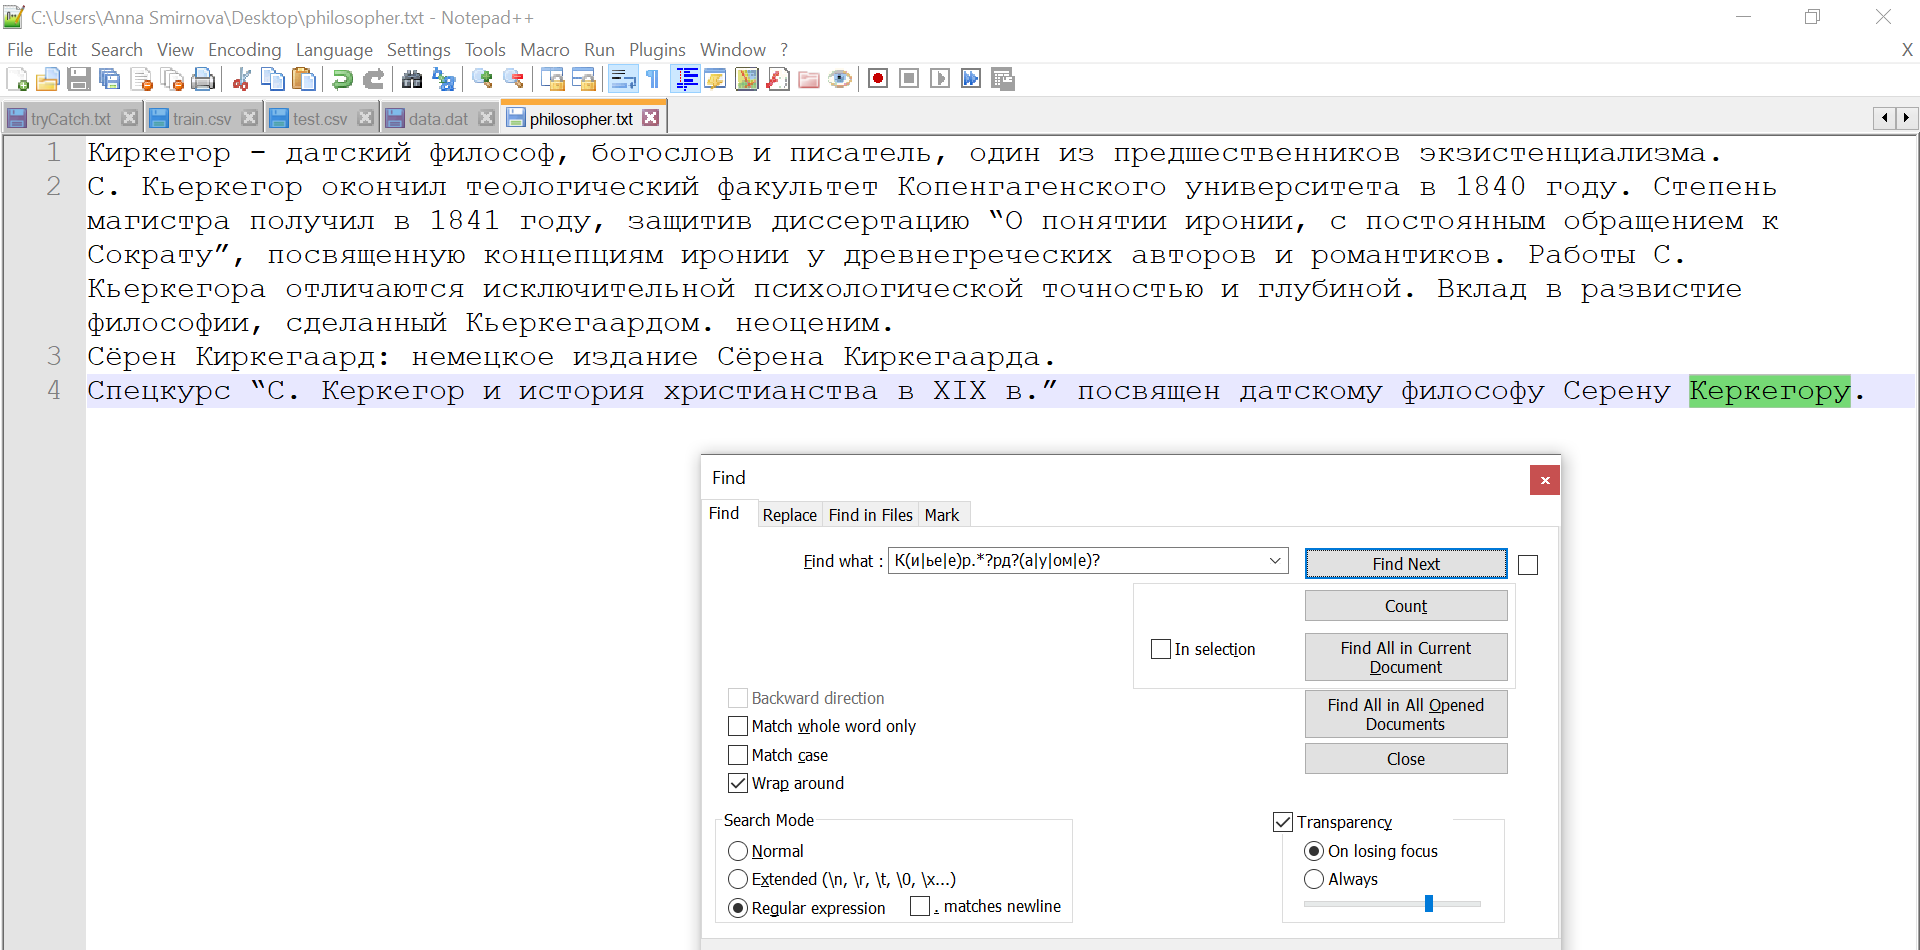 C:\Users\Anna Smirnova\Desktop\philosopher.txt - Notepad++
File Edit Search View Encoding Language Settings Tools Macro Run Plugins Window ? X
tryCatch.txt train.csv test.csv data.dat philosopher.txt
1 Киркегор - датский философ, богослов и писатель, один из предшественников экзистенциализма.
2 С. Кьеркегор окончил теологический факультет Копенгагенского университета в 1840 году. Степень
магистра получил в 1841 году, защитив диссертацию “О понятии иронии, с постоянным обращением к
Сократу”, посвященную концепциям иронии у древнегреческих авторов и романтиков. Работы С.
Кьеркегора отличаются исключительной психологической точностью и глубиной. Вклад в развистие
философии, сделанный Кьеркегаардом. неоценим.
3 Сёрен Киркегаард: немецкое издание Сёрена Киркегаарда.
4 Спецкурс “С. Керкегор и история христианства в XIX в.” посвящен датскому философу Серену Керкегору.
Find
Find Replace Find in Files Mark
Find what : К(и|ье|е)р.*?рд?(а|у|ом|е)? Find Next
Count
In selection Find All in Current
Document
Backward direction Find All in All Opened
Documents
Match whole word only
Match case Close
Wrap around
Search Mode Transparency
Normal On losing focus
Extended (\n, \r, \t, \0, \x...) Always
Regular expression . matches newline